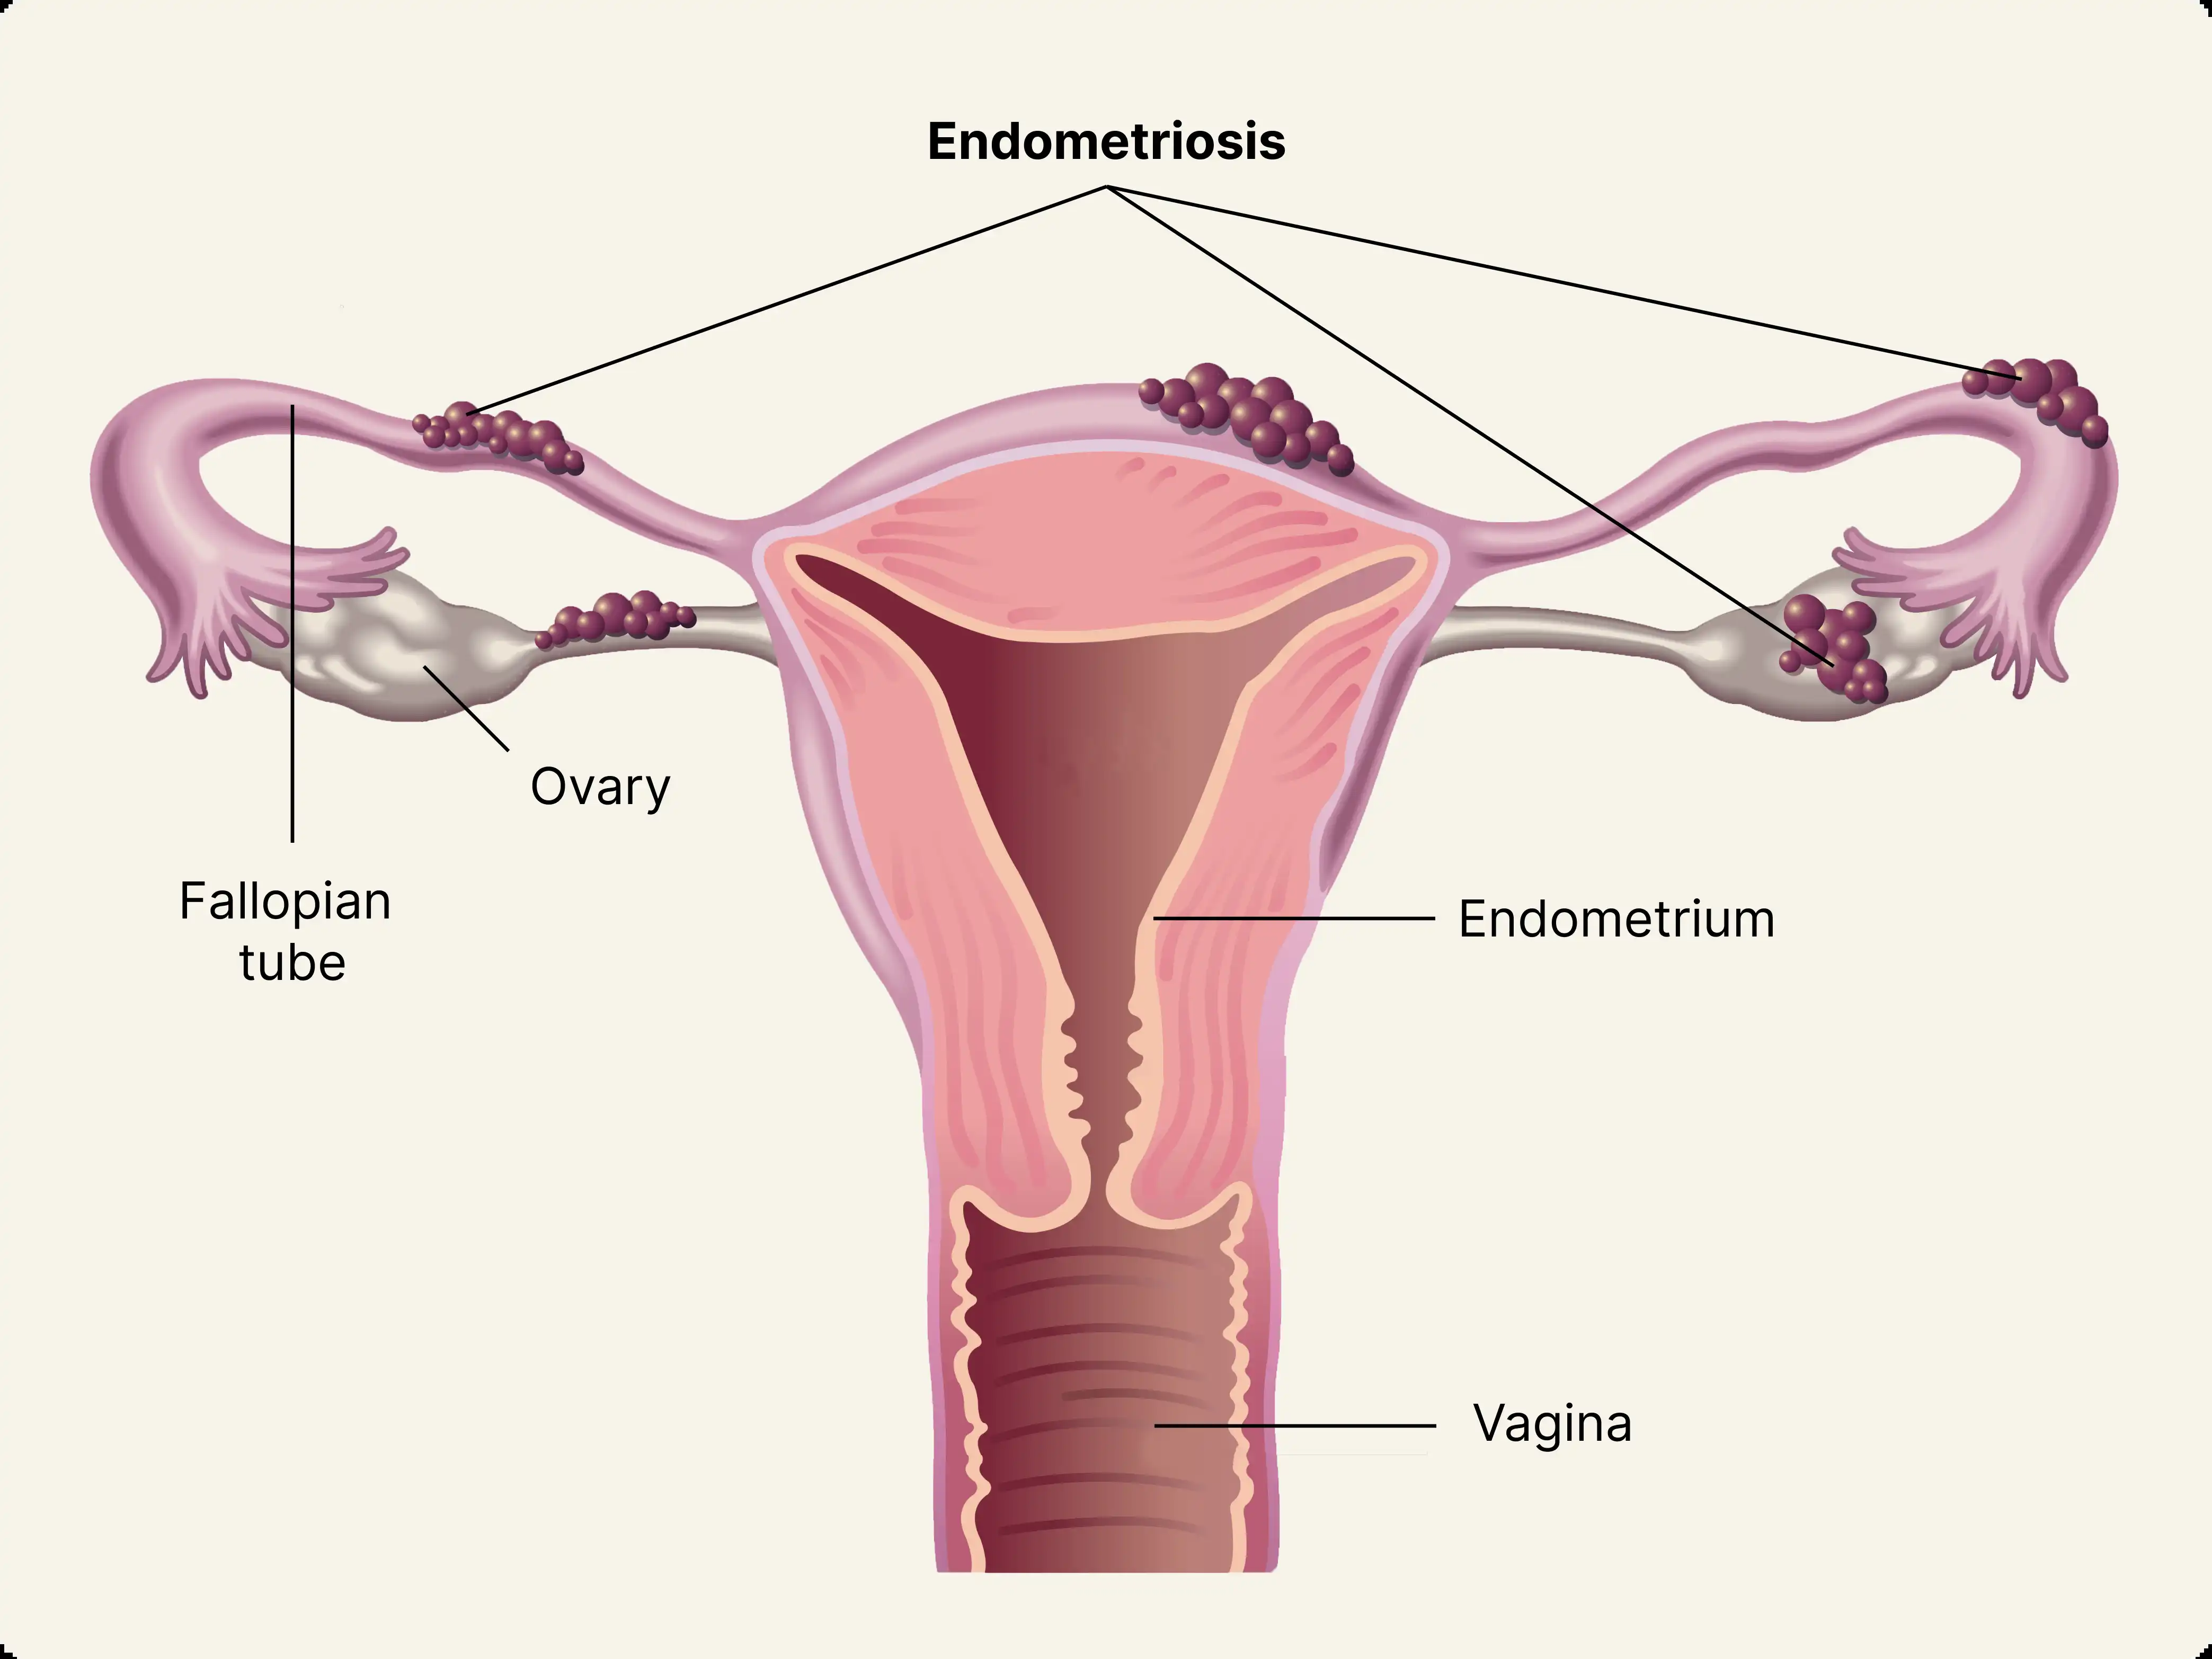 Endometriosis
Ovary
Fallopian
tube
Endometrium
Vagina